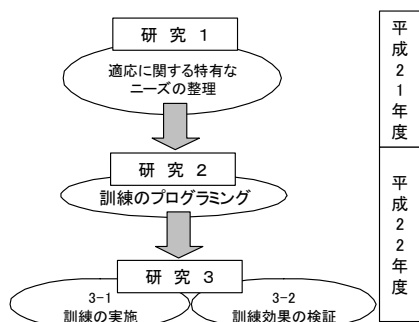 研 究 1
適応に関する特有な
ニーズの整理
研 究 2
訓練のプログラミング
研 究 3
3-1
訓練の実施
3-2
訓練効果の検証
平成21年度
平成22年度